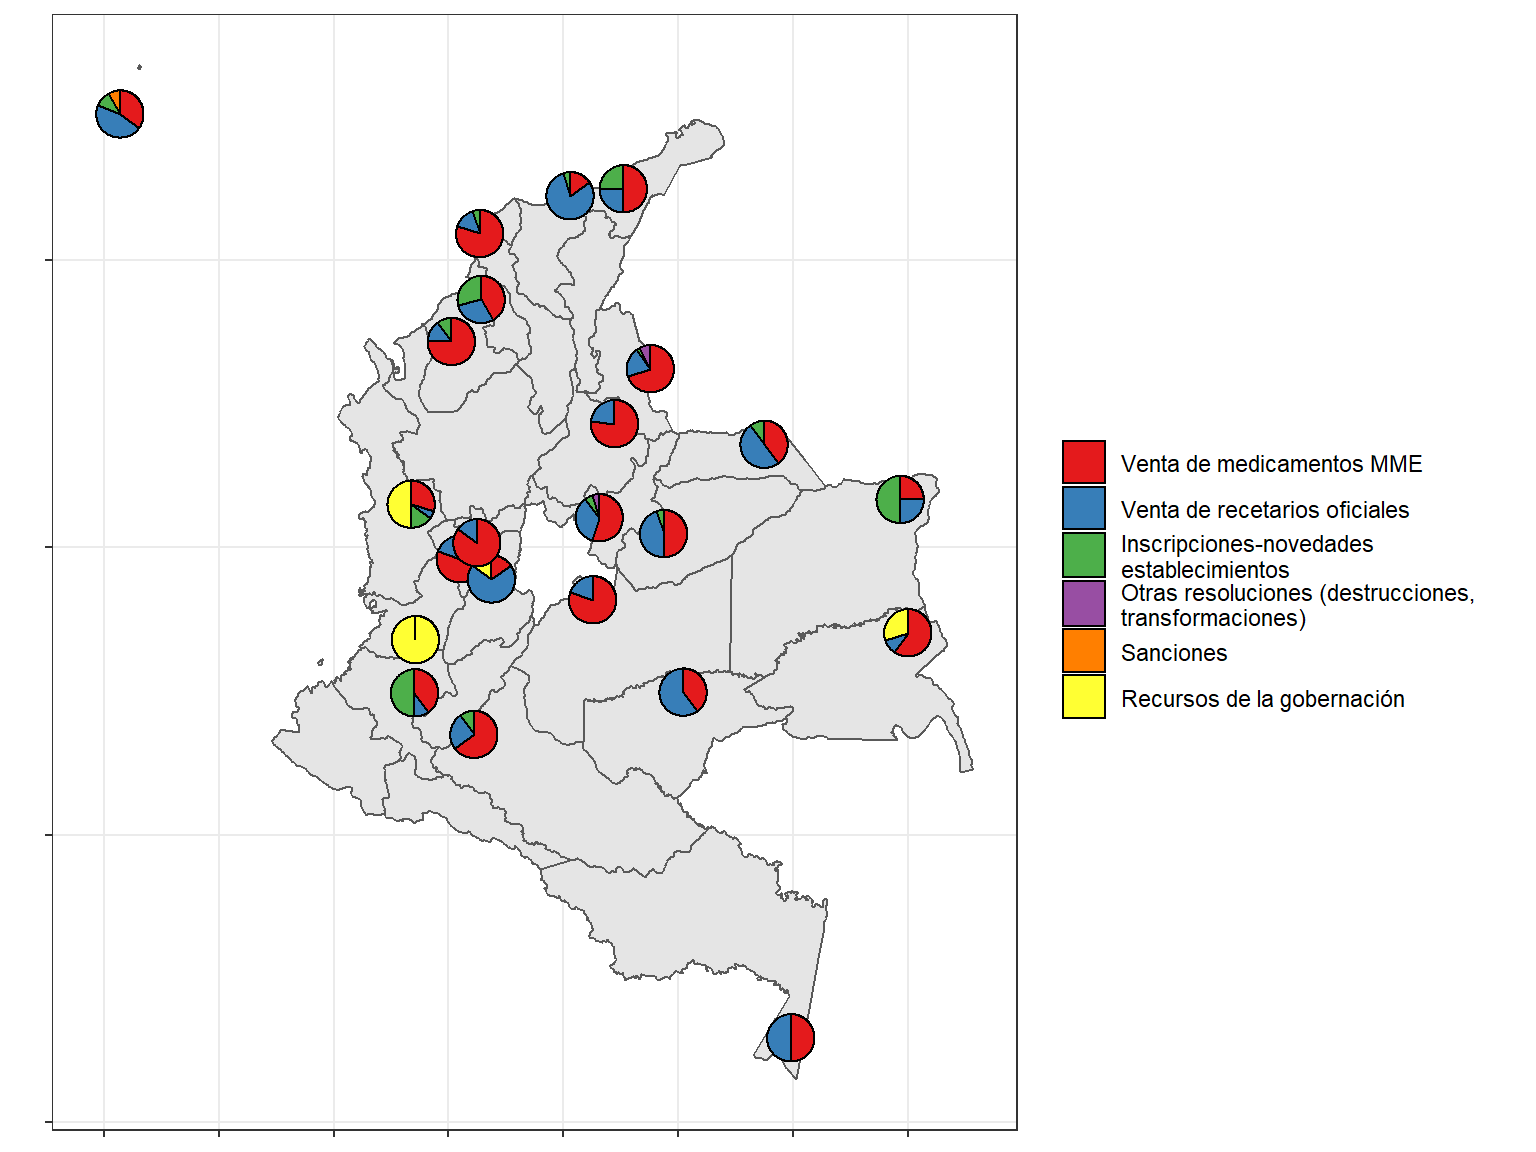 Venta de medicamentos MME
Venta de recetarios oficiales
Inscripciones-novedades
establecimientos
Otras resoluciones (destrucciones,
transformaciones)
Sanciones
Recursos de la gobernación